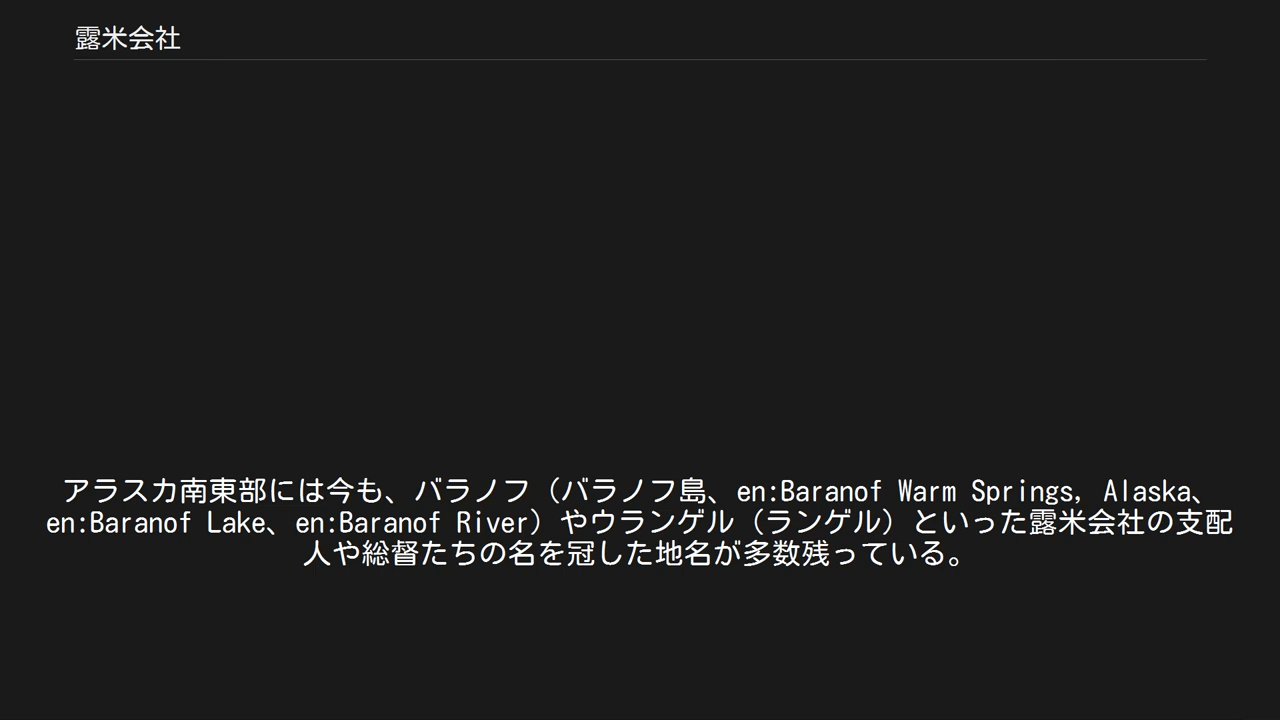 露米会社
アラスカ南東部には今も、バラノフ（バラノフ島、en:Baranof Warm Springs, Alaska、
en:Baranof Lake、en:Baranof River）やウランゲル（ランゲル）といった露米会社の支配
人や総督たちの名を冠した地名が多数残っている。